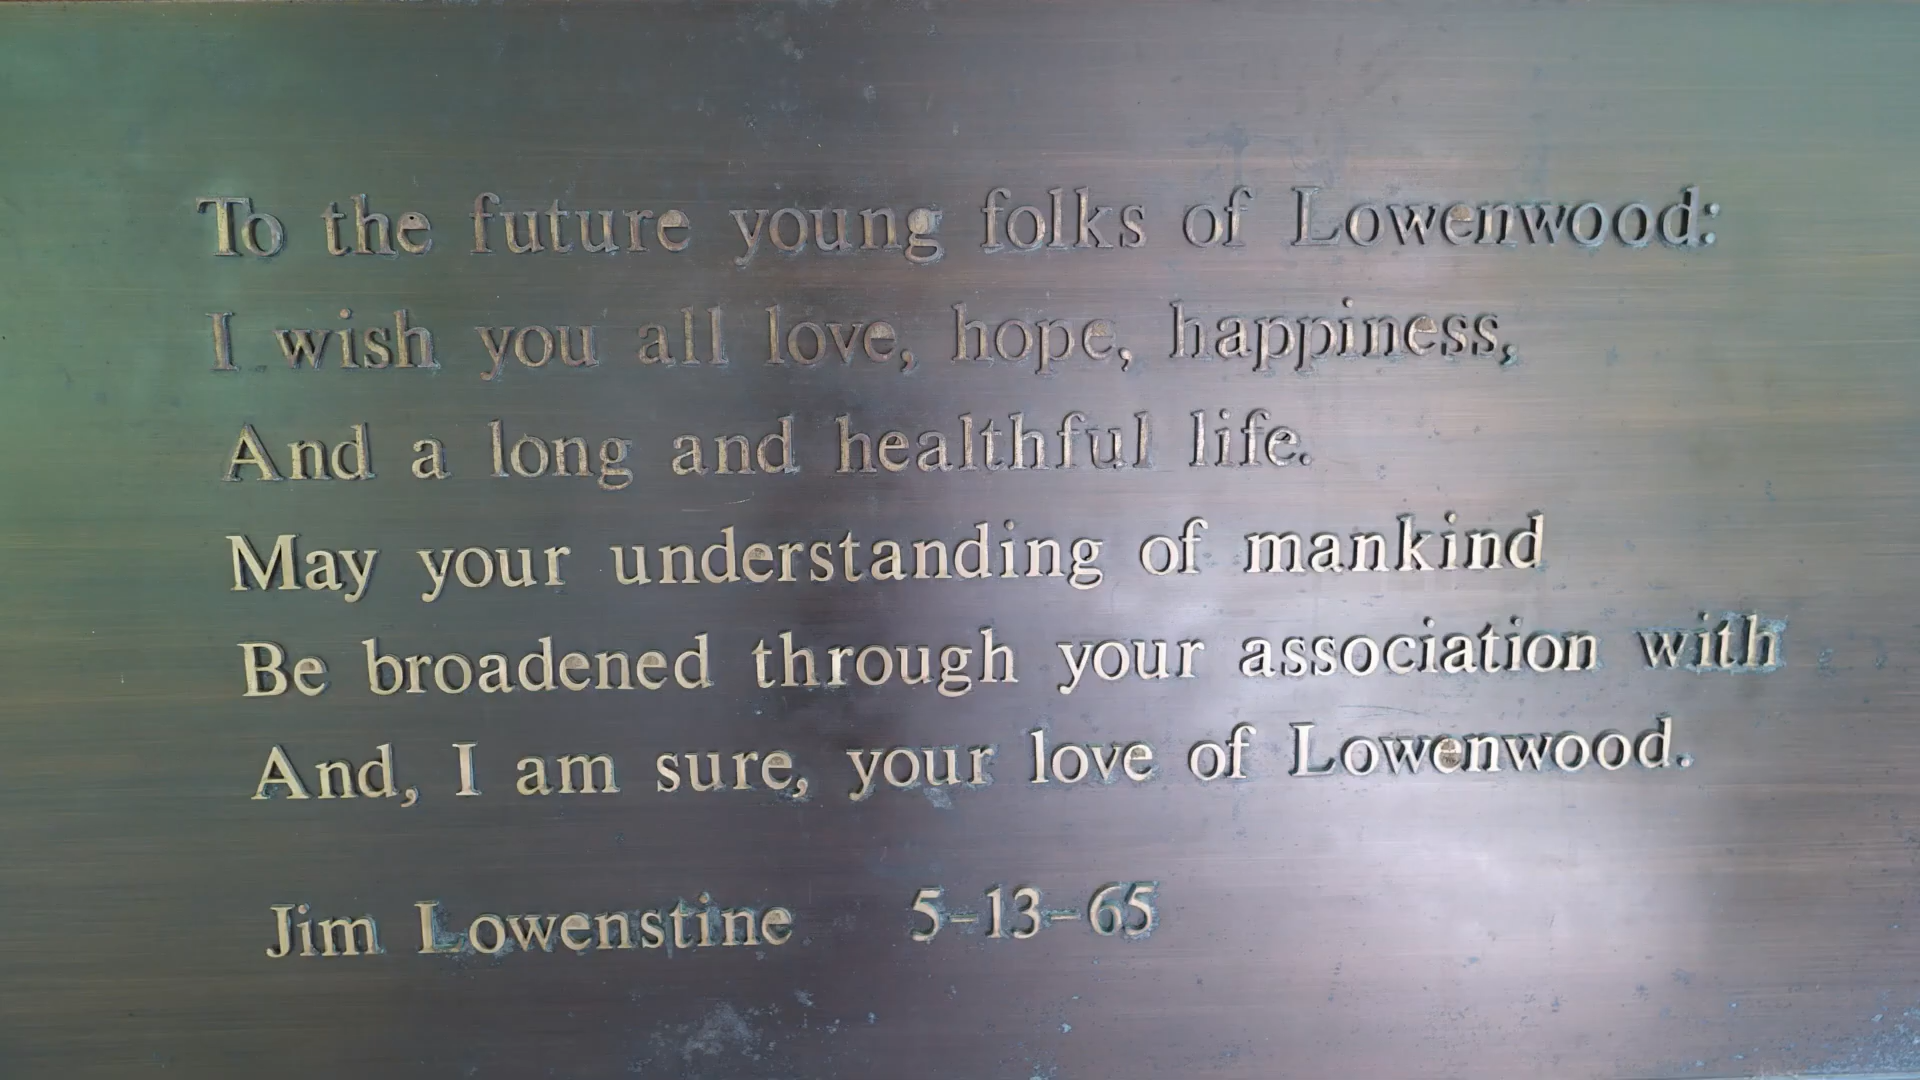 To the future young folks of Lowenwood:
I wish you all love, hope, happiness,
And a long and healthful life.
May your understanding of mankind
Be broadened through your association with
And, I am sure, your love of Lowenwood.
Jim Lowenstine 5-13-65